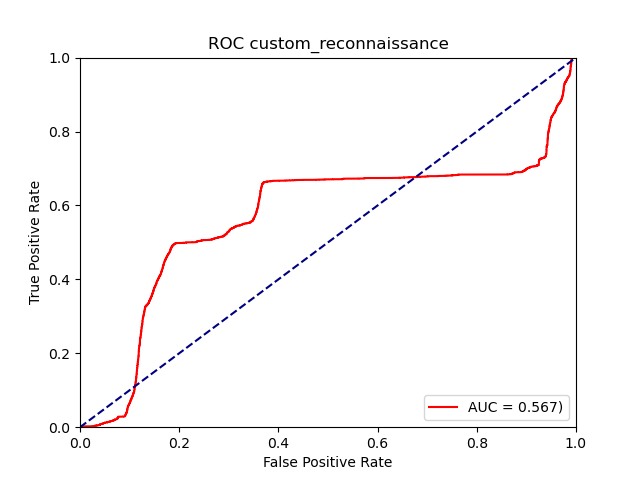 ROC custom_reconnaissance
True Positive Rate
1.0
0.8
0.6
0.4
0.2
0.0
AUC = 0.567)
0.0 0.2 0.4 0.6 0.8 1.0
False Positive Rate